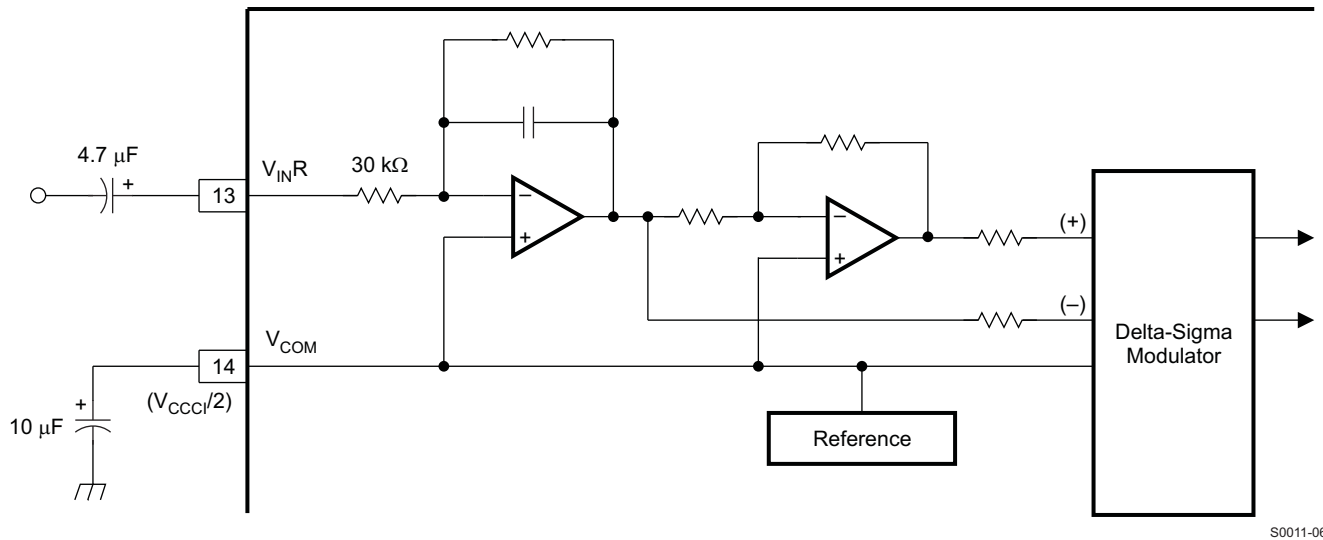 4.7 μF
+
13
V_INR
30 kΩ
−
+
−
+
(+)
(–)
Delta-Sigma
Modulator
V_COM
14
(V_CCCI/2)
+
10 μF
Reference
S0011-06